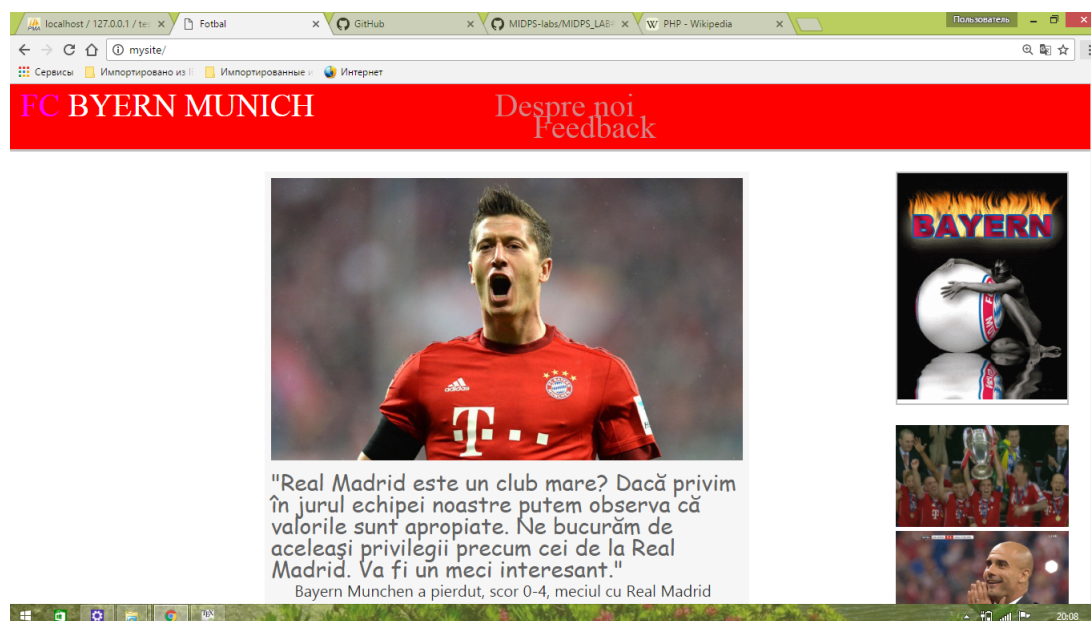 localhost / 127.0.0.1 / tes
Fotbal
GitHub
MIDPS-labs/MIDPS_LAB
PHP - Wikipedia
Пользователь
mysite/
Сервисы
Импортировано из I
Импортированные и
Интернет
FC BYERN MUNICH
Despre noi
Feedback
BAYERN
adidas
T
"Real Madrid este un club mare? Dacă privim
în jurul echipei noastre putem observa că
valorile sunt apropiate. Ne bucurăm de
aceleaşi privilegii precum cei de la Real
Madrid. Va fi un meci interesant."
Bayern Munchen a pierdut, scor 0-4, meciul cu Real Madrid
20:08